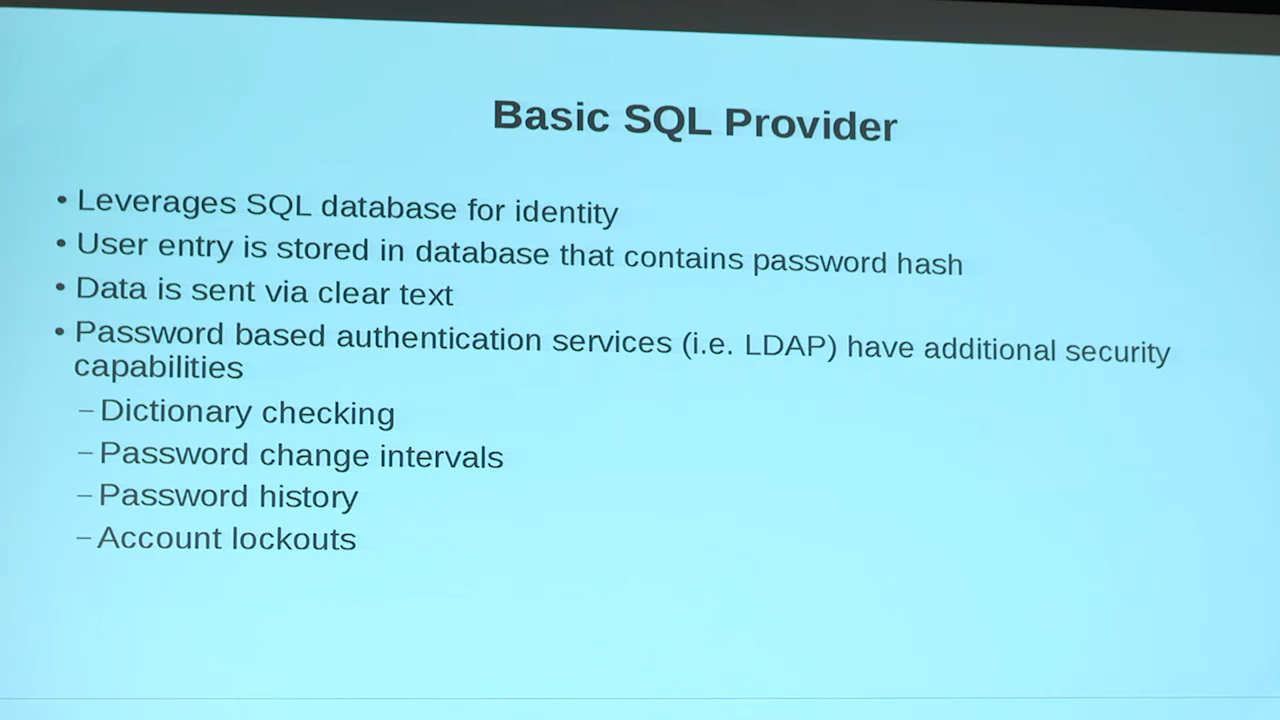 Basic SQL Provider
• Leverages SQL database for identity
• User entry is stored in database that contains password hash
• Data is sent via clear text
• Password based authentication services (i.e. LDAP) have additional security
capabilities
– Dictionary checking
– Password change intervals
– Password history
– Account lockouts